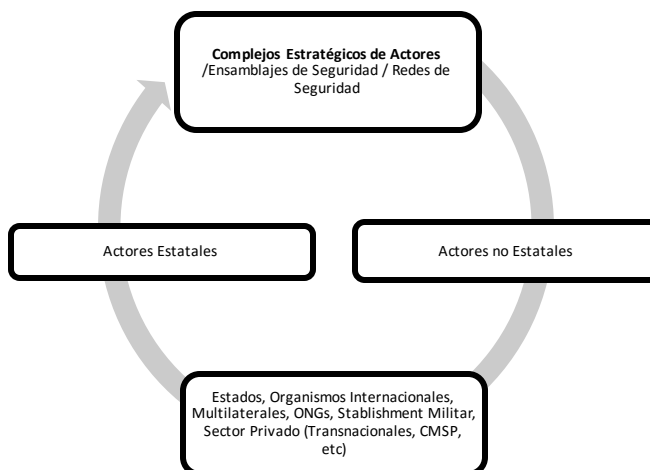 Complejos Estratégicos de Actores
/Ensamblajes de Seguridad / Redes de
Seguridad
Actores Estatales
Actores no Estatales
Estados, Organismos Internacionales,
Multilaterales, ONGs, Stablishment Militar,
Sector Privado (Transnacionales, CMSP,
etc)